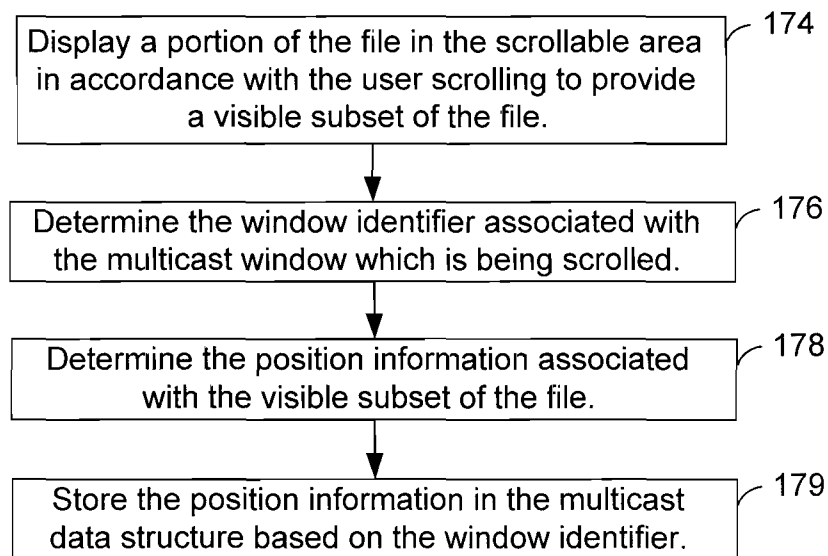 174
Display a portion of the file in the scrollable area
in accordance with the user scrolling to provide
a visible subset of the file.
176
Determine the window identifier associated with
the multicast window which is being scrolled.
178
Determine the position information associated
with the visible subset of the file.
179
Store the position information in the multicast
data structure based on the window identifier.